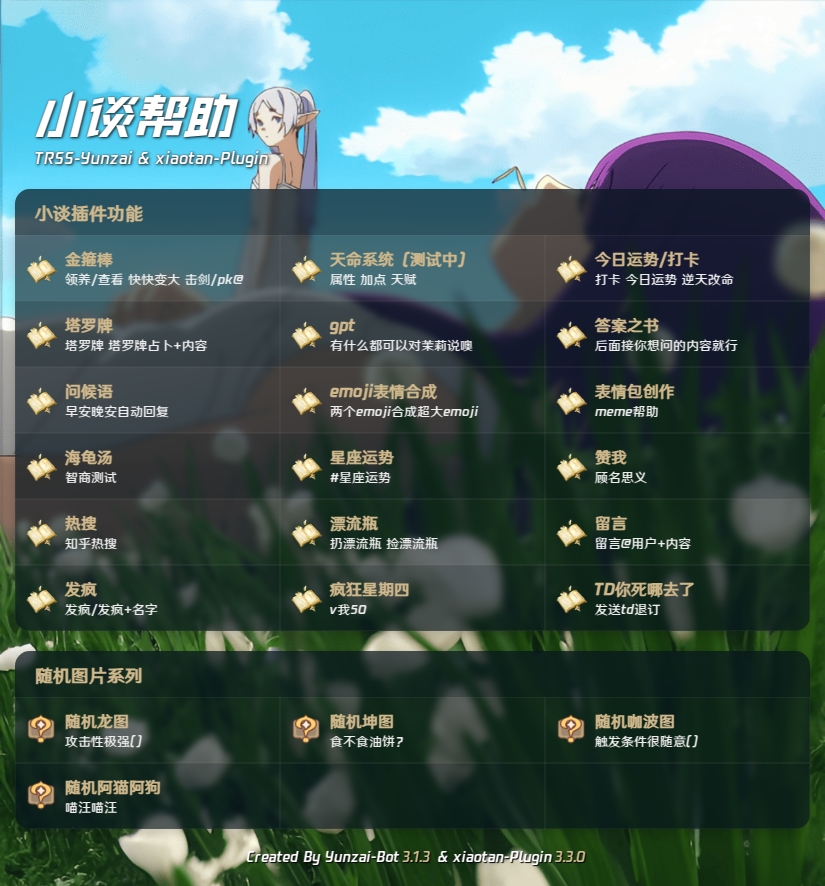 小谈帮助
TRSS-Yunzai & xiaotan-Plugin
小谈插件功能
金箍棒
领养/查看 快快变大 击剑/pk@
天命系统〔测试中〕
属性 加点 天赋
今日运势/打卡
打卡 今日运势 逆天改命
塔罗牌
塔罗牌 塔罗牌占卜+内容
gpt
有什么都可以对茉莉说噢
答案之书
后面接你想问的内容就行
问候语
早安晚安自动回复
emoji表情合成
两个emoji合成超大emoji
表情包创作
meme帮助
海龟汤
智商测试
星座运势
#星座运势
赞我
顾名思义
热搜
知乎热搜
漂流瓶
扔漂流瓶 捡漂流瓶
留言
留言@用户+内容
发疯
发疯/发疯+名字
疯狂星期四
v我50
TD你死哪去了
发送td退订
随机图片系列
随机龙图
攻击性极强()
随机坤图
食不食油饼?
随机咖波图
触发条件很随意()
随机阿猫阿狗
喵汪喵汪
Created By Yunzai-Bot 3.1.3 & xiaotan-Plugin 3.3.0